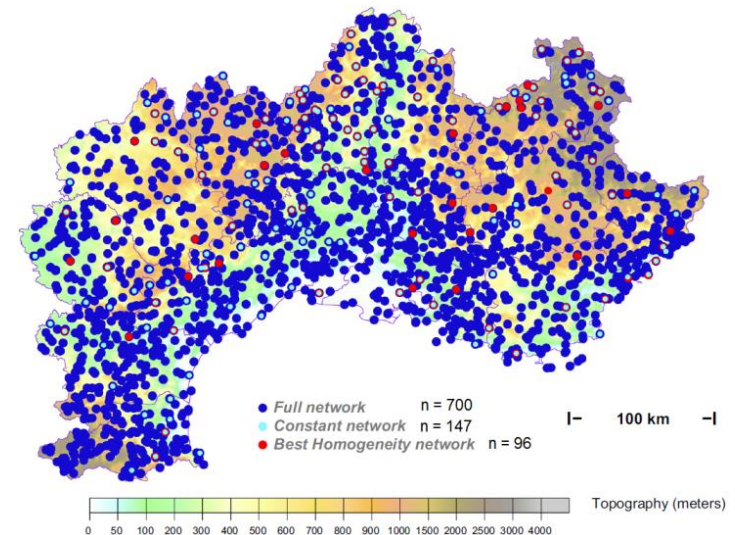 Full network n = 700
Constant network n = 147
Best Homogeneity network n = 96
100 km
Topography (meters)
0 50 100 200 300 400 500 600 700 800 900 1000 1500 2000 2500 3000 4000